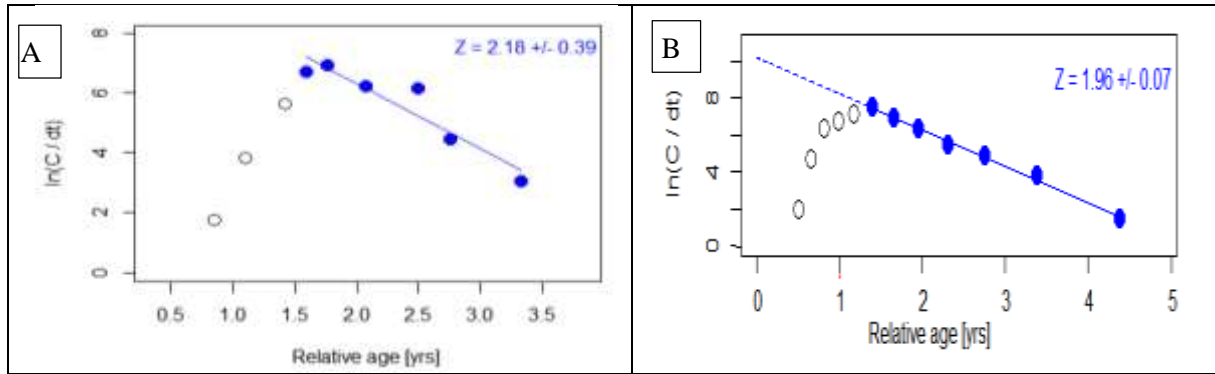 A
Z = 2.18 +/- 0.39
ln(C / dt)
8
6
4
2
0
0.5 1.0 1.5 2.0 2.5 3.0 3.5
Relative age [yrs]
B
Z = 1.96 +/- 0.07
ln(C / dt)
8
4
0
0 1 2 3 4 5
Relative age [yrs]